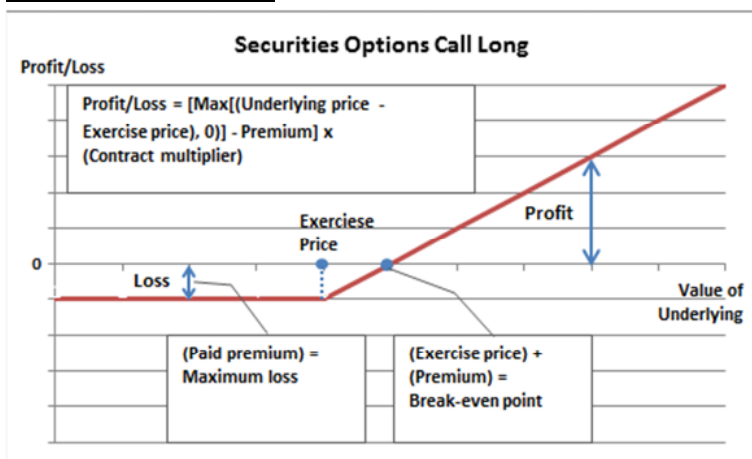 Securities Options Call Long
Profit/Loss
Profit/Loss = [Max[(Underlying price -
Exercise price), 0)] - Premium] x
(Contract multiplier)
Exerciese
Price
Profit
0
Loss
Value of
Underlying
(Paid premium) =
Maximum loss
(Exercise price) +
(Premium) =
Break-even point